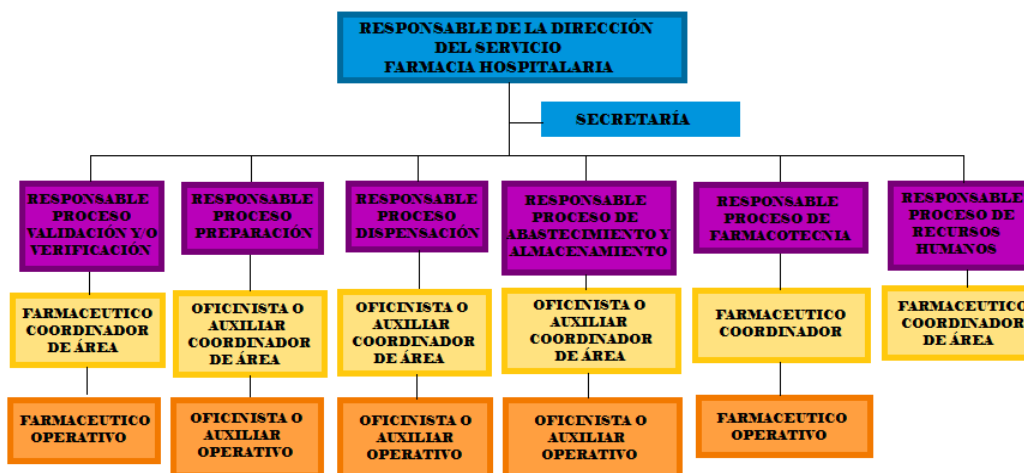 RESPONSABLE DE LA DIRECCIÓN
DEL SERVICIO
FARMACIA HOSPITALARIA
SECRETARÍA
RESPONSABLE
PROCESO
VALIDACIÓN Y/O
VERIFICACIÓN
RESPONSABLE
PROCESO
PREPARACIÓN
RESPONSABLE
PROCESO
DISPENSACIÓN
RESPONSABLE
PROCESO DE
ABASTECIMIENTO Y
ALMACENAMIENTO
RESPONSABLE
PROCESO DE
FARMACOTECNIA
RESPONSABLE
PROCESO DE
RECURSOS
HUMANOS
FARMACEUTICO
COORDINADOR
DE ÁREA
OFICINISTA O
AUXILIAR
COORDINADOR
DE ÁREA
OFICINISTA O
AUXILIAR
COORDINADOR
DE ÁREA
OFICINISTA O
AUXILIAR
COORDINADOR
DE ÁREA
FARMACEUTICO
COORDINADOR
FARMACEUTICO
COORDINADOR
DE ÁREA
FARMACEUTICO
OPERATIVO
OFICINISTA O
AUXILIAR
OPERATIVO
OFICINISTA O
AUXILIAR
OPERATIVO
OFICINISTA O
AUXILIAR
OPERATIVO
FARMACEUTICO
OPERATIVO